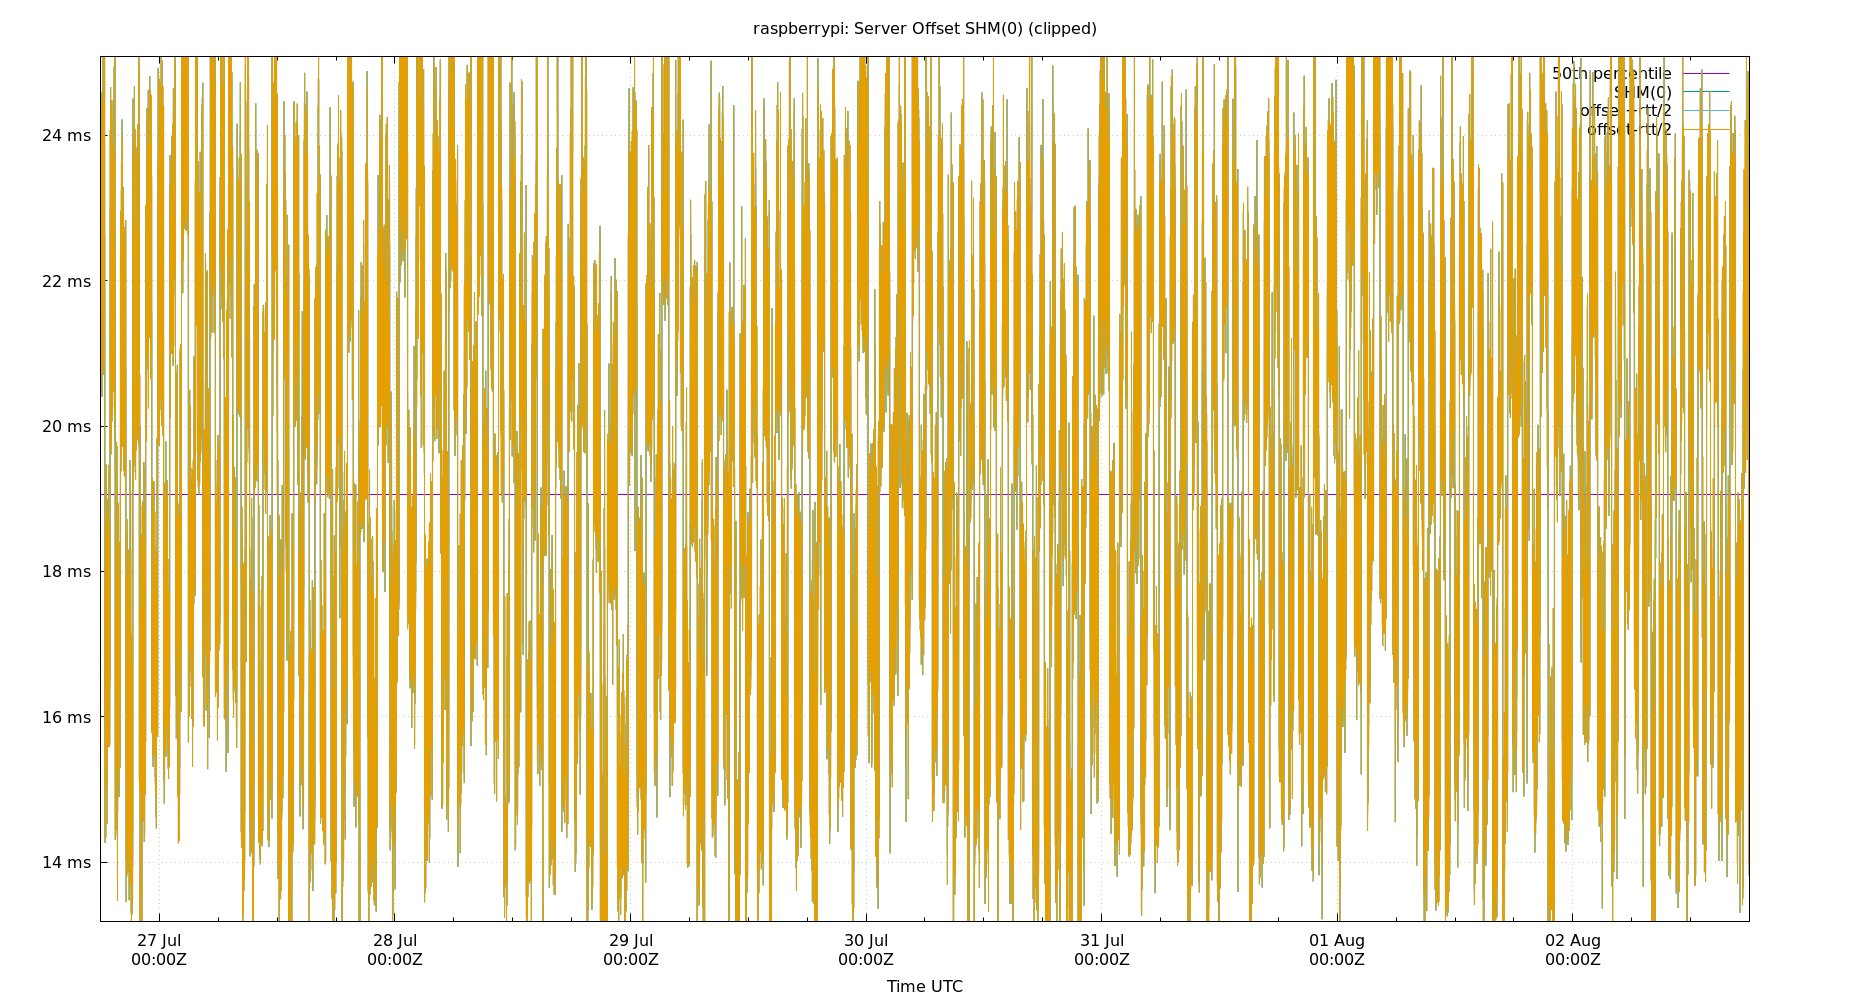 raspberrypi: Server Offset SHM(0) (clipped)
50th percentile
SHM(0)
offset+rtt/2
offset-rtt/2
24 ms
22 ms
20 ms
18 ms
16 ms
14 ms
27 Jul 28 Jul 29 Jul 30 Jul 31 Jul 01 Aug 02 Aug
00:00Z 00:00Z 00:00Z 00:00Z 00:00Z 00:00Z 00:00Z
Time UTC